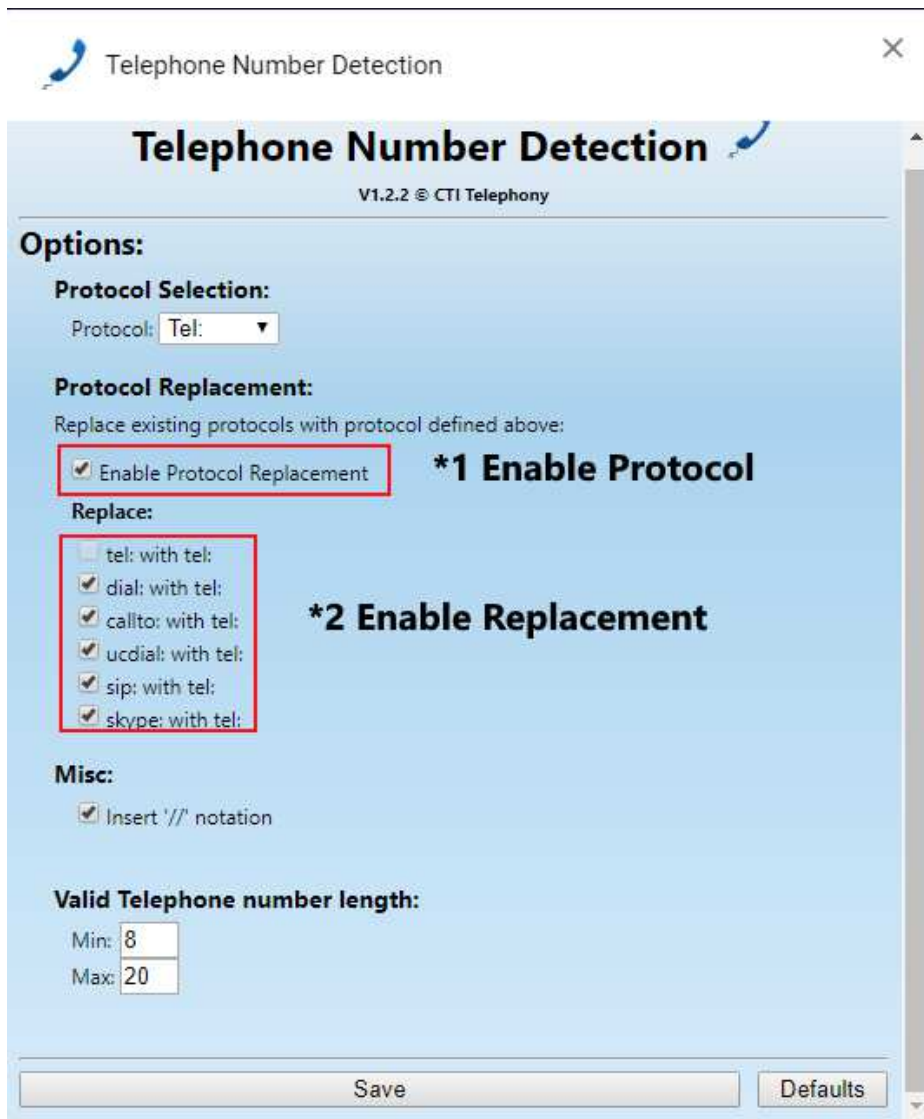 Telephone Number Detection
Telephone Number Detection
V1.2.2 © CTI Telephony
Options:
Protocol Selection:
Protocol: Tel:
Protocol Replacement:
Replace existing protocols with protocol defined above:
Enable Protocol Replacement *1 Enable Protocol
Replace:
tel: with tel:
dial: with tel:
callto: with tel: *2 Enable Replacement
ucdial: with tel:
sip: with tel:
skype: with tel:
Misc:
Insert '//' notation
Valid Telephone number length:
Min: 8
Max: 20
Save Defaults